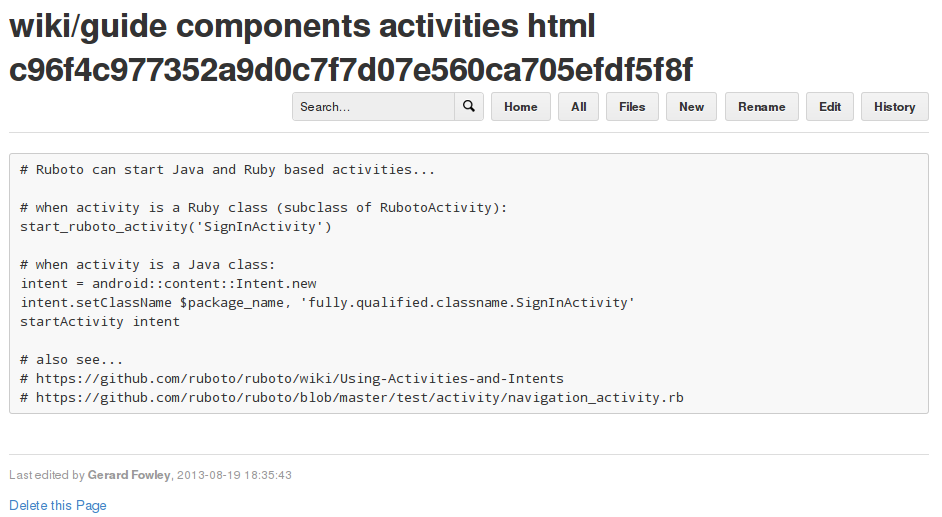 wiki/guide components activities html
c96f4c977352a9d0c7f7d07e560ca705efdf5f8f
Search...
Home
All
Files
New
Rename
Edit
History
# Ruboto can start Java and Ruby based activities...
# when activity is a Ruby class (subclass of RubotoActivity):
start_ruboto_activity('SignInActivity')
# when activity is a Java class:
intent = android::content::Intent.new
intent.setClassName $package_name, 'fully.qualified.classname.SignInActivity'
startActivity intent
# also see...
# https://github.com/ruboto/ruboto/wiki/Using-Activities-and-Intents
# https://github.com/ruboto/ruboto/blob/master/test/activity/navigation_activity.rb
Last edited by Gerard Fowley, 2013-08-19 18:35:43
Delete this Page